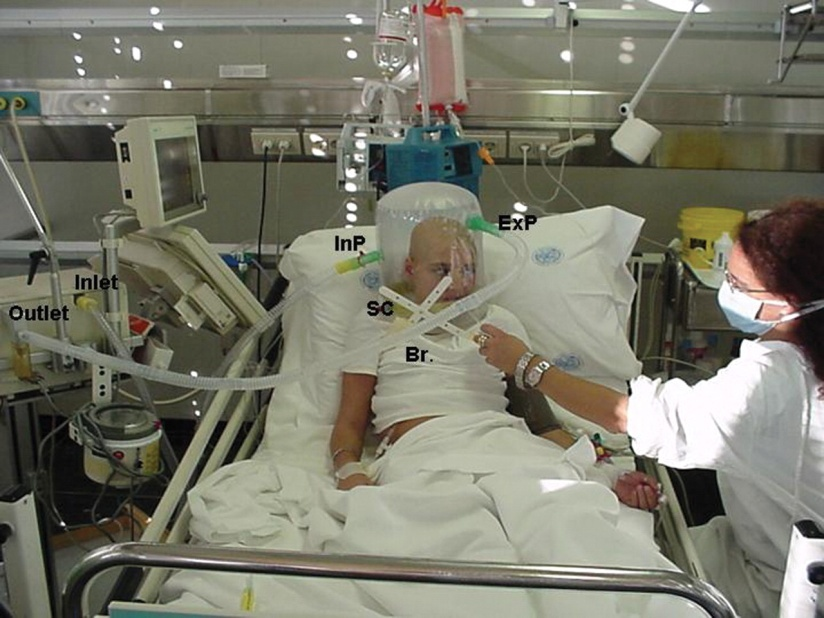 ExP
InP
Inlet
SC
Outlet
Br.